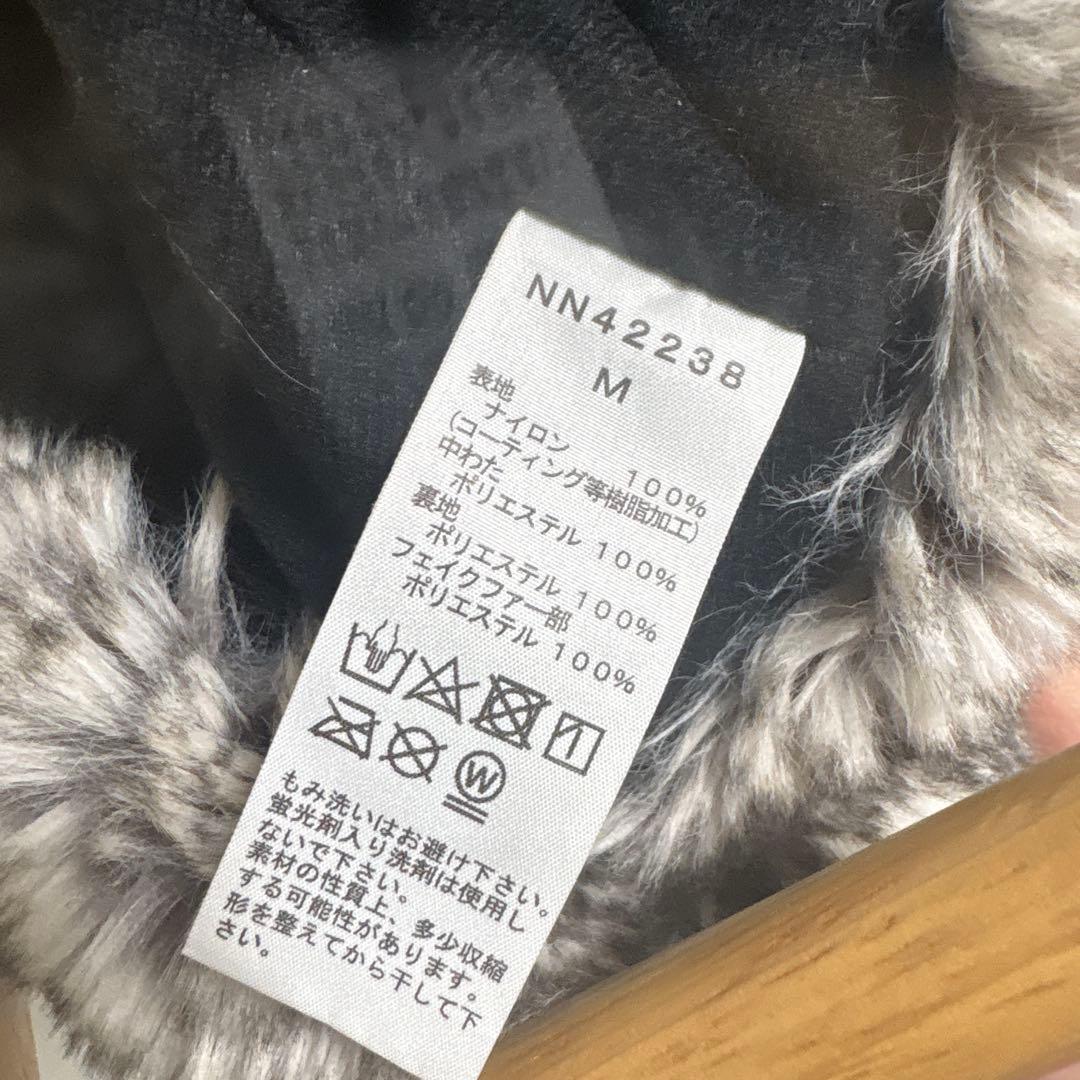 NN42238
M
表地
ナイロン 100%
(コーティング等樹脂加工)
中わた
ポリエステル 100%
裏地
ポリエステル 100%
フェイクファー部
ポリエステル 100%
W
もみ洗いはお避け下さい。
蛍光剤入り洗剤は使用し
ないで下さい。
素材の性質上、多少収縮
する可能性があります。
形を整えてから干して下
さい。